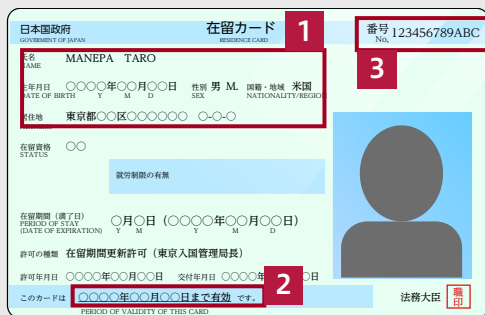 日本国政府 在留カード 1 番号 123456789ABC
GOVERNMENT OF JAPAN RESIDENCE CARD No.
3
氏名 MANEPA TARO
NAME
生年月日 〇〇〇〇年〇〇月〇〇日 性別 男 M. 国籍・地域 米国
DATE OF BIRTH Y M D SEX NATIONALITY/REGION
居住地 東京都〇〇区〇〇〇〇〇〇 〇-〇-〇
在留資格 〇〇
STATUS
就労制限の有無
在留期間(満了日) 〇月〇日(〇〇〇〇年〇〇月〇〇日)
PERIOD OF STAY
(DATE OF EXPIRATION) Y M Y M D
許可の種類 在留期間更新許可(東京入国管理局長)
許可年月日 〇〇〇〇年〇〇月〇〇日 交付年月日 〇〇〇〇年 〇日
2
このカードは 〇〇〇〇年〇〇月〇〇日まで有効 です。 法務大臣 職印
PERIOD OF VALIDITY OF THIS CARD